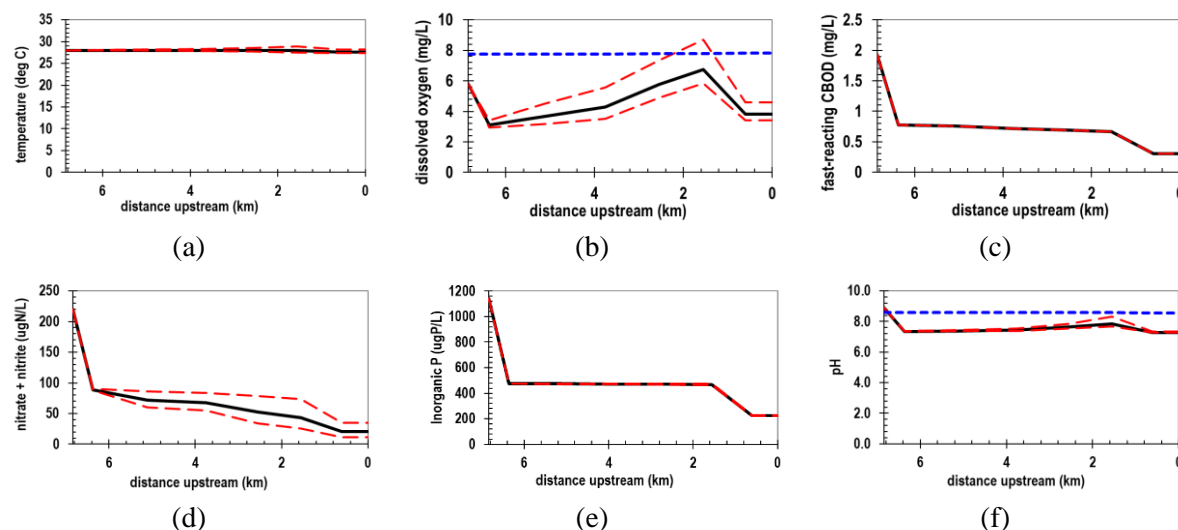 35
30
25
20
15
10
5
0
temperature (deg C)
6 4 2 0
distance upstream (km)
(a)
10
8
6
4
2
0
dissolved oxygen (mg/L)
6 4 2 0
distance upstream (km)
(b)
2.5
2
1.5
1
0.5
0
fast-reacting CBOD (mg/L)
6 4 2 0
distance upstream (km)
(c)
250
200
150
100
50
0
nitrate + nitrite (ugN/L)
6 4 2 0
distance upstream (km)
(d)
1200
1000
800
600
400
200
0
Inorganic P (ugP/L)
6 4 2 0
distance upstream (km)
(e)
10.0
8.0
6.0
4.0
2.0
0.0
pH
6 4 2 0
distance upstream (km)
(f)